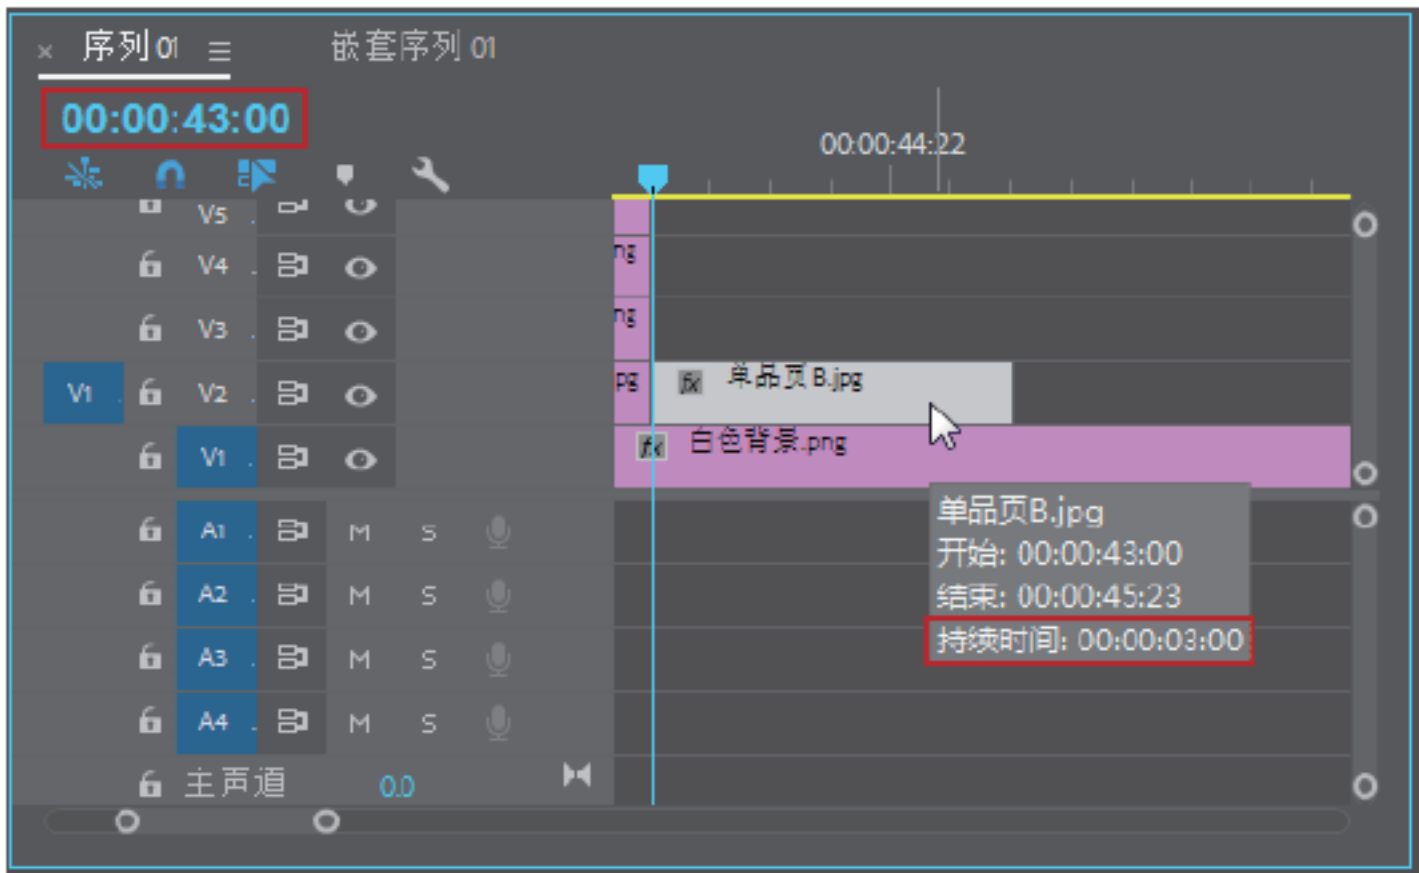 × 序列 01 ≡ 嵌套序列 01
00:00:43:00
00:00:44:22
V5
V4
ng
V3
ng
V1 V2 pg fx 单品页B.jpg
V1 fx 白色背景.png
单品页B.jpg
开始: 00:00:43:00
结束: 00:00:45:23
持续时间: 00:00:03:00
A1 M S
A2 M S
A3 M S
A4 M S
主声道 0.0